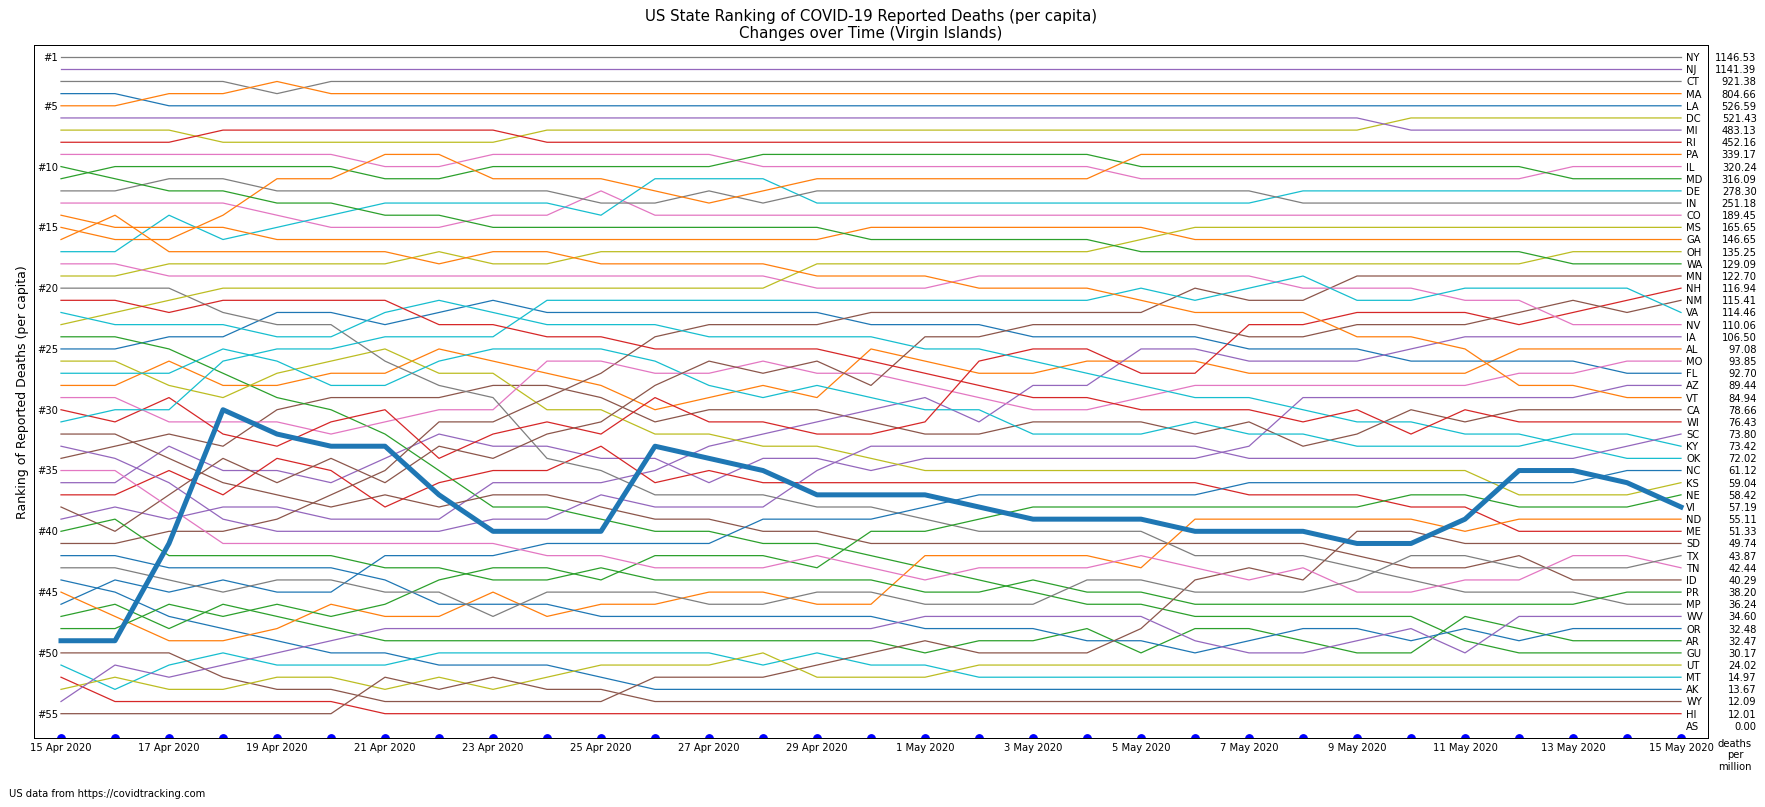 US State Ranking of COVID-19 Reported Deaths (per capita)
Changes over Time (Virgin Islands)
Ranking of Reported Deaths (per capita)
#1
#5
#10
#15
#20
#25
#30
#35
#40
#45
#50
#55
NY 1146.53
NJ 1141.39
CT 921.38
MA 804.66
LA 526.59
DC 521.43
MI 483.13
RI 452.16
PA 339.17
IL 320.24
MD 316.09
DE 278.30
IN 251.18
CO 189.45
MS 165.65
GA 146.65
OH 135.25
WA 129.09
MN 122.70
NH 116.94
NM 115.41
VA 114.46
NV 110.06
IA 106.50
AL 97.08
MO 93.85
FL 92.70
AZ 89.44
VT 84.94
CA 78.66
WI 76.43
SC 73.80
KY 73.42
OK 72.02
NC 61.12
KS 59.04
NE 58.42
VI 57.19
ND 55.11
ME 51.33
SD 49.74
TX 43.87
TN 42.44
ID 40.29
PR 38.20
MP 36.24
WV 34.60
OR 32.48
AR 32.47
GU 30.17
UT 24.02
MT 14.97
AK 13.67
WY 12.09
HI 12.01
AS 0.00
15 Apr 2020 17 Apr 2020 19 Apr 2020 21 Apr 2020 23 Apr 2020 25 Apr 2020 27 Apr 2020 29 Apr 2020 1 May 2020 3 May 2020 5 May 2020 7 May 2020 9 May 2020 11 May 2020 13 May 2020 15 May 2020
deaths
per
million
US data from https://covidtracking.com